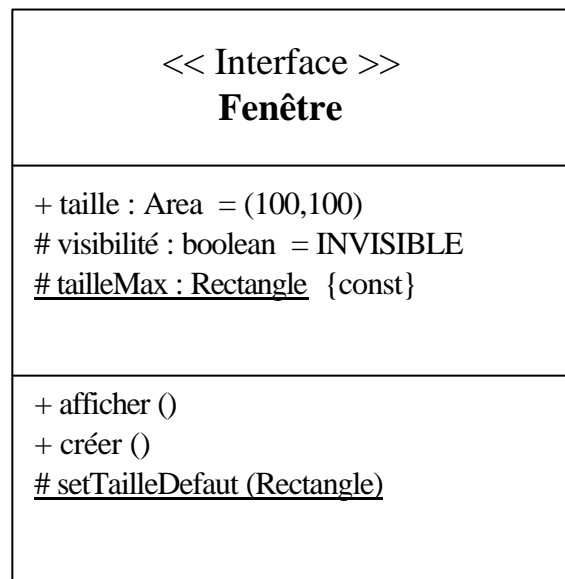 << Interface >>
Fenêtre
+ taille : Area = (100,100)
# visibilité : boolean = INVISIBLE
# tailleMax : Rectangle {const}
+ afficher ()
+ créer ()
# setTailleDefaut (Rectangle)